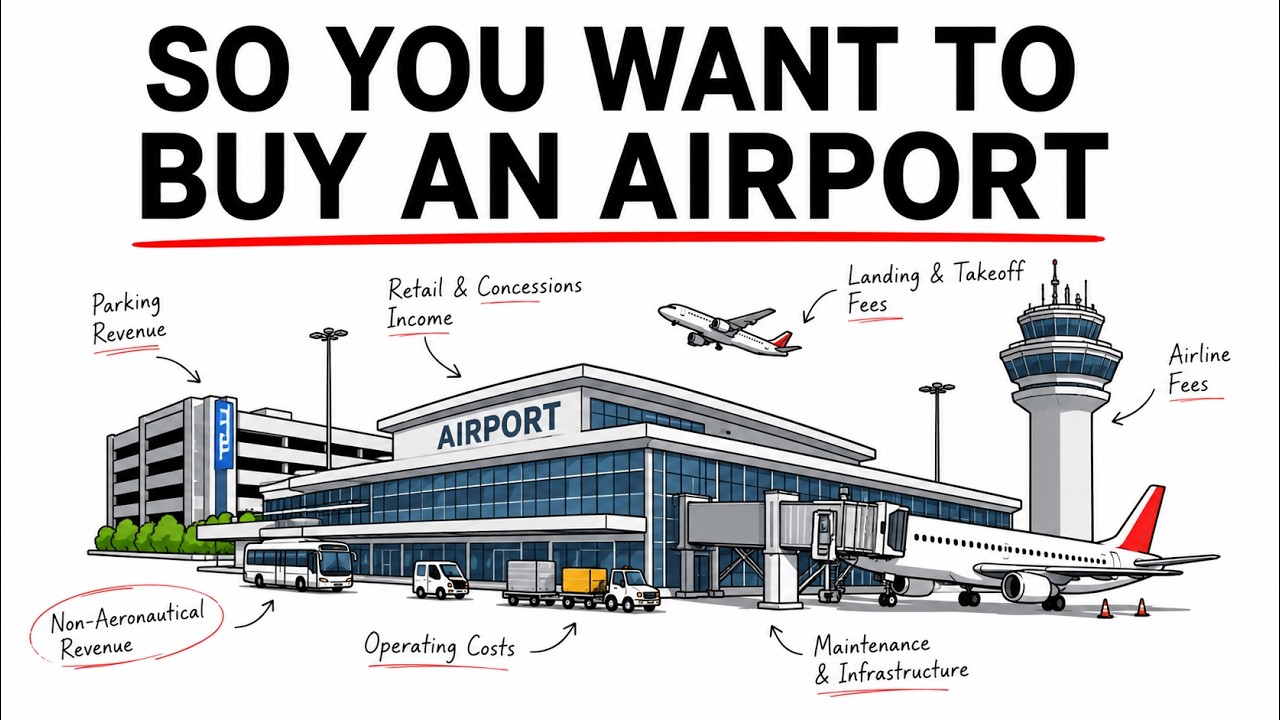 SO YOU WANT TO
BUY AN AIRPORT
Parking
Revenue
Retail & Concessions
Income
Landing & Takeoff
Fees
Airline
Fees
AIRPORT
Non-Aeronautical
Revenue
Operating Costs
Maintenance
& Infrastructure